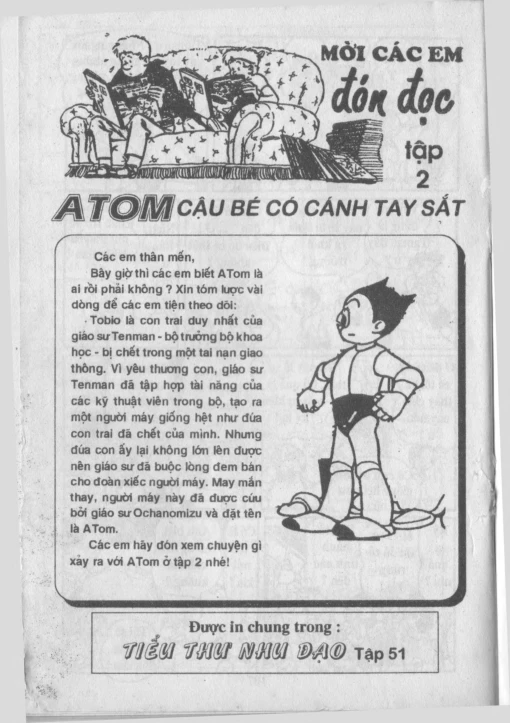 MỜI CÁC EM
đón đọc
tập
2
ATOM CẬU BÉ CÓ CÁNH TAY SẮT
Các em thân mến,
Bây giờ thì các em biết ATom là
ai rồi phải không ? Xin tóm lược vài
dòng để các em tiện theo dõi:
Tobio là con trai duy nhất của
giáo sư Tenman - bộ trưởng bộ khoa
học - bị chết trong một tai nạn giao
thông. Vì yêu thương con, giáo sư
Tenman đã tập hợp tài năng của
các kỹ thuật viên trong bộ, tạo ra
một người máy giống hệt như đứa
con trai đã chết của mình. Nhưng
đứa con ấy lại không lớn lên được
nên giáo sư đã buộc lòng đem bán
cho đoàn xiếc người máy. May mắn
thay, người máy này đã được cứu
bởi giáo sư Ochanomizu và đặt tên
là ATom.
Các em hãy đón xem chuyện gì
xảy ra với ATom ở tập 2 nhé!
Được in chung trong :
TIỂU THƯ NHU ĐẠO Tập 51